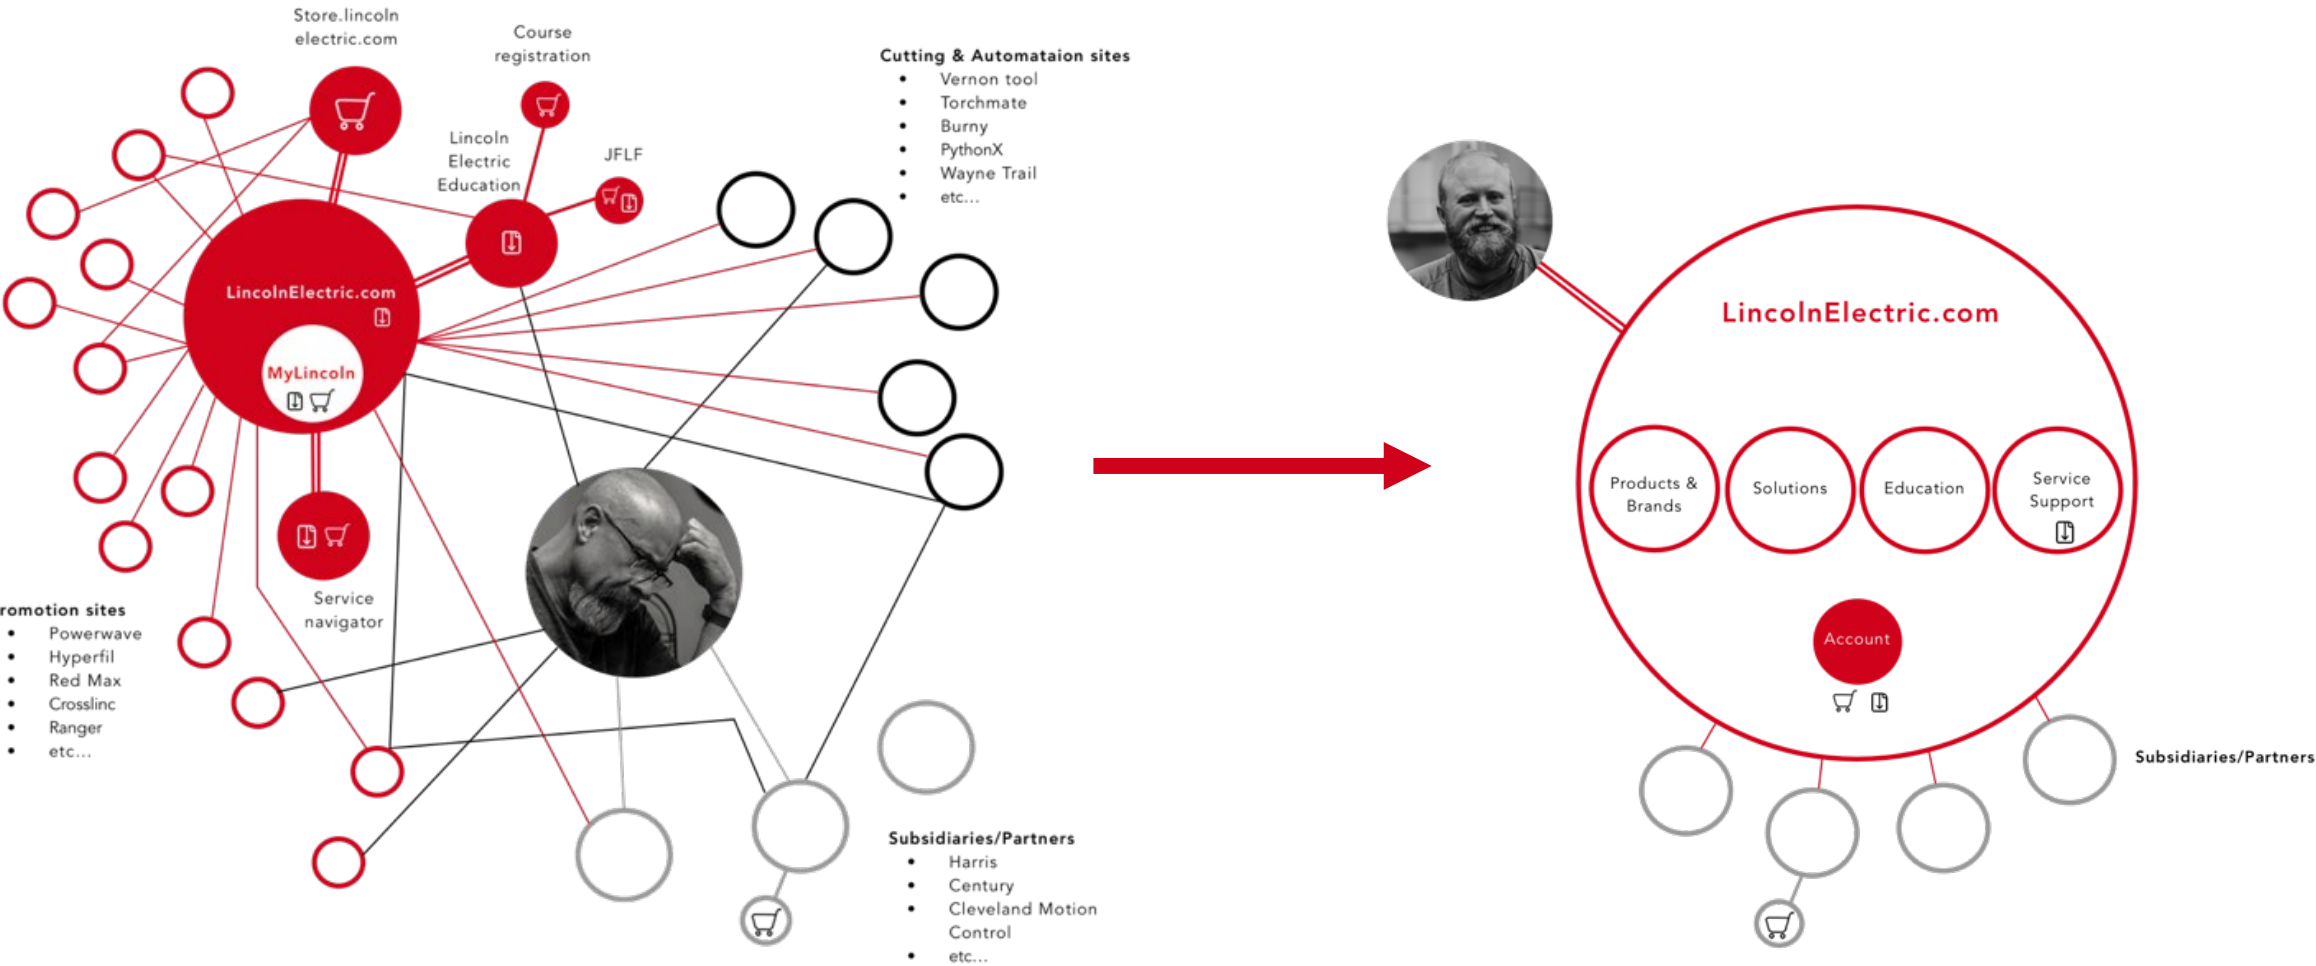 Store.lincoln
electric.com
Course
registration
Lincoln
Electric
Education
JFLF
Cutting & Automataion sites
• Vernon tool
• Torchmate
• Burny
• PythonX
• Wayne Trail
• etc...
LincolnElectric.com
MyLincoln
Service
navigator
romotion sites
• Powerwave
• Hyperfil
• Red Max
• Crosslinc
• Ranger
• etc...
Subsidiaries/Partners
• Harris
• Century
• Cleveland Motion
Control
• etc...
LincolnElectric.com
Products &
Brands
Solutions
Education
Service
Support
Account
Subsidiaries/Partners